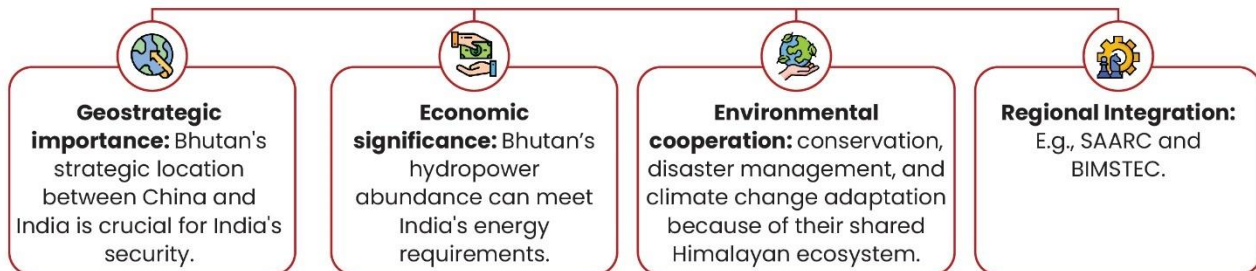 Geostrategic
importance: Bhutan's
strategic location
between China and
India is crucial for India's
security.
Economic
significance: Bhutan’s
hydropower
abundance can meet
India's energy
requirements.
Environmental
cooperation: conservation,
disaster management, and
climate change adaptation
because of their shared
Himalayan ecosystem.
Regional Integration:
E.g., SAARC and
BIMSTEC.